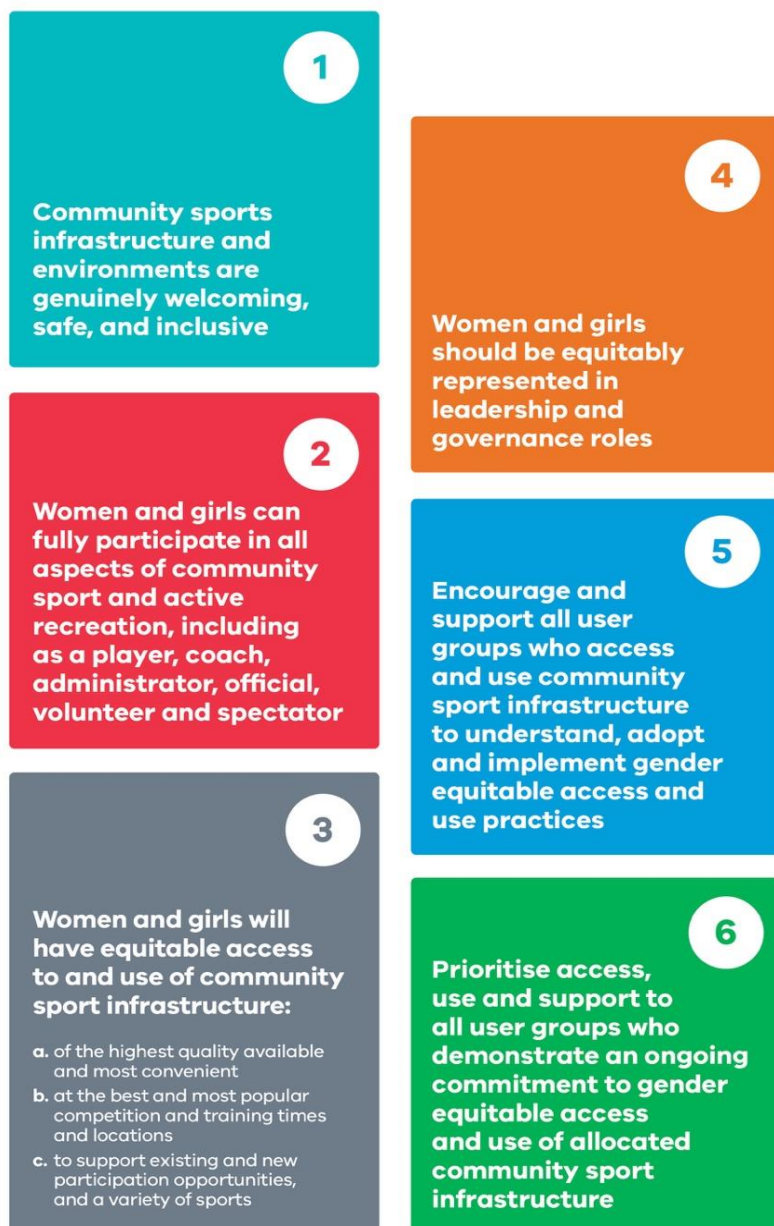 1
Community sports
infrastructure and
environments are
genuinely welcoming,
safe, and inclusive
2
Women and girls can
fully participate in all
aspects of community
sport and active
recreation, including
as a player, coach,
administrator, official,
volunteer and spectator
3
Women and girls will
have equitable access
to and use of community
sport infrastructure:
a. of the highest quality available
and most convenient
b. at the best and most popular
competition and training times
and locations
c. to support existing and new
participation opportunities,
and a variety of sports
4
Women and girls
should be equitably
represented in
leadership and
governance roles
5
Encourage and
support all user
groups who access
and use community
sport infrastructure
to understand, adopt
and implement gender
equitable access and
use practices
6
Prioritise access,
use and support to
all user groups who
demonstrate an ongoing
commitment to gender
equitable access
and use of allocated
community sport
infrastructure